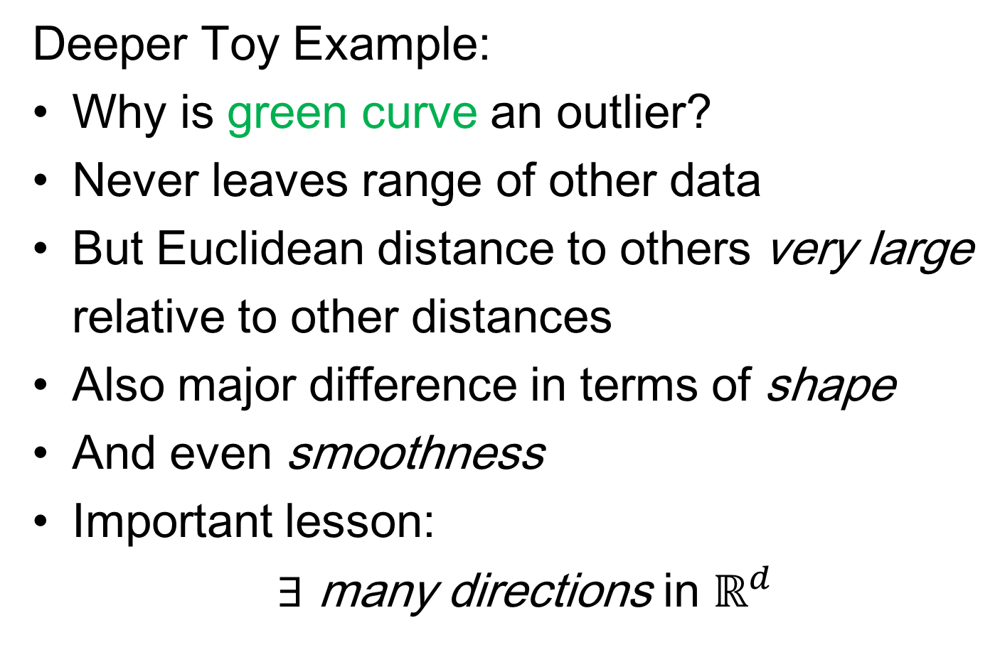 Deeper Toy Example:
• Why is green curve an outlier?
• Never leaves range of other data
• But Euclidean distance to others very large
relative to other distances
• Also major difference in terms of shape
• And even smoothness
• Important lesson:
∃ many directions in ℝᵈ